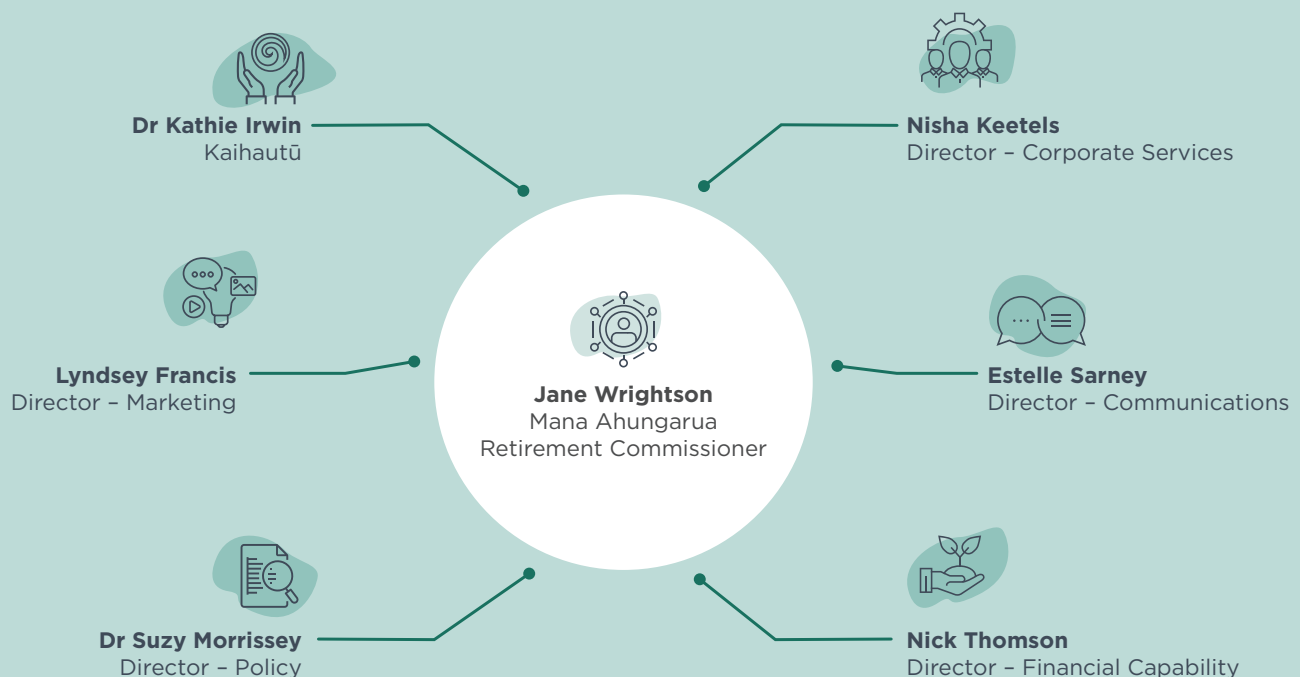 Dr Kathie Irwin
Kaihautū
Nisha Keetels
Director – Corporate Services
Lyndsey Francis
Director – Marketing
Jane Wrightson
Mana Ahungarua
Retirement Commissioner
Estelle Sarney
Director – Communications
Dr Suzy Morrissey
Director – Policy
Nick Thomson
Director – Financial Capability